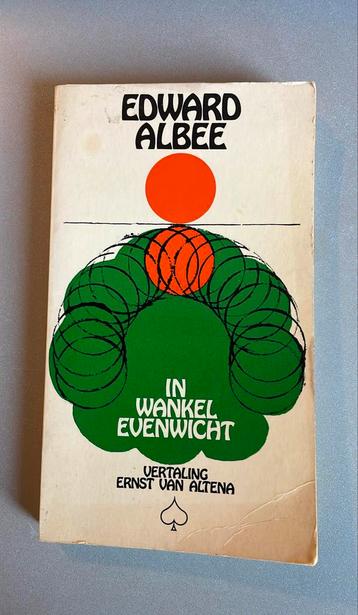 EDWARD
ALBEE
IN
WANKEL
EVENWICHT
VERTALING
ERNST VAN ALTENA